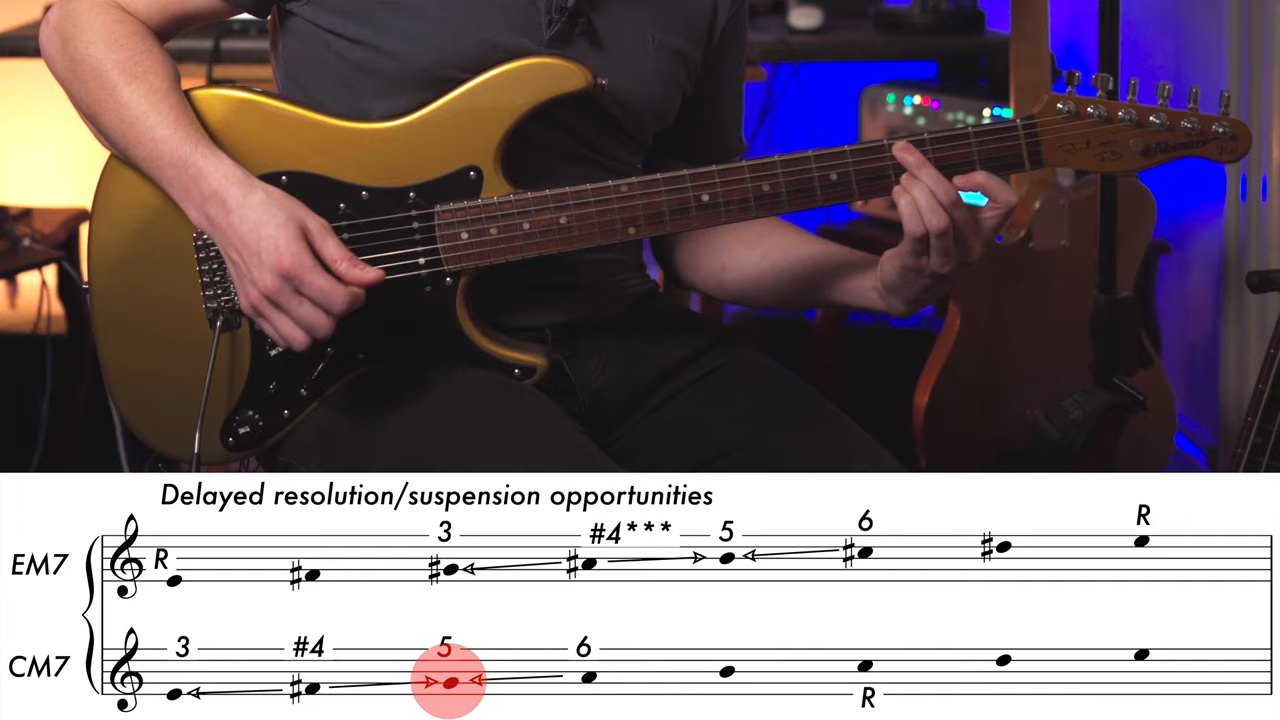 Delayed resolution/suspension opportunities
R 3 #4*** 5 6 R
EM7
3 #4 5 6
CM7
R